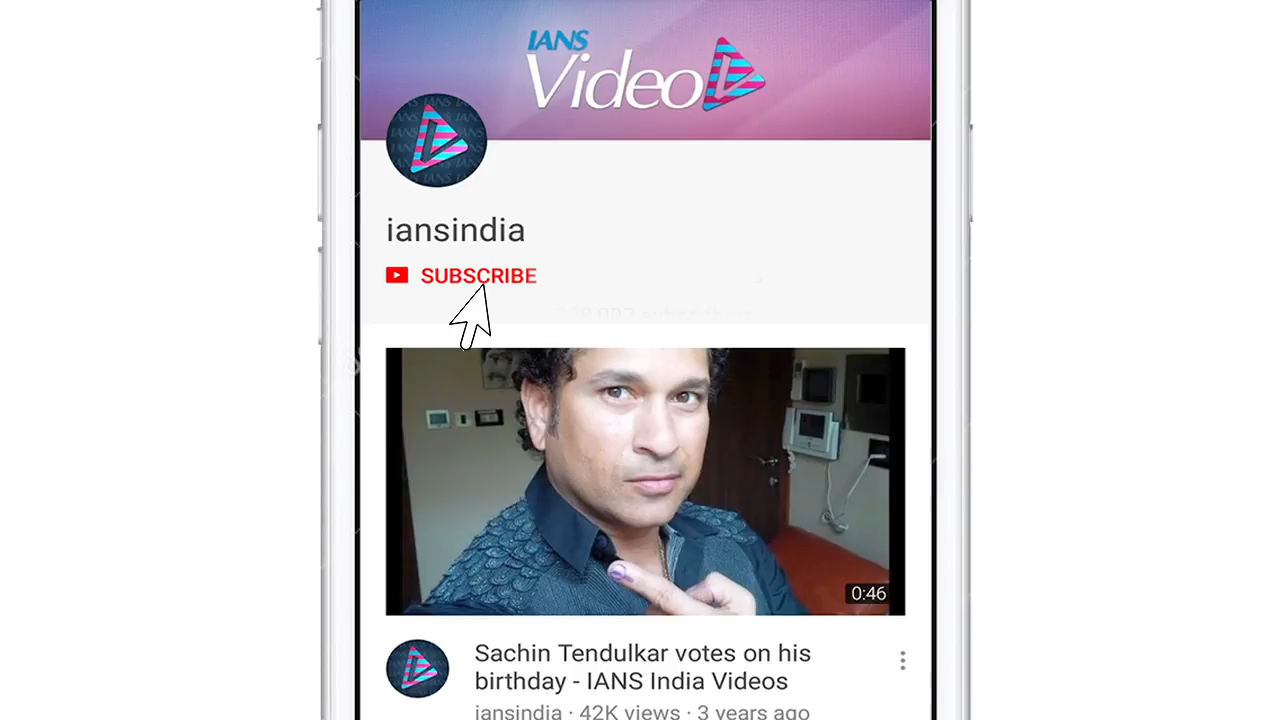 IANS
Video
iansindia
SUBSCRIBE
0:46
Sachin Tendulkar votes on his
birthday - IANS India Videos
iansindia · 42K views · 3 years ago